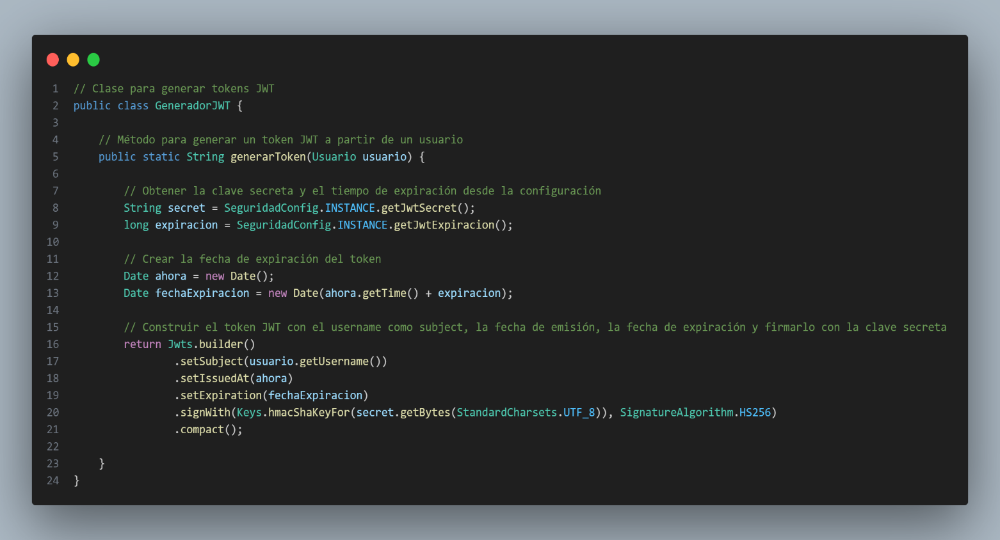 1 // Clase para generar tokens JWT
2 public class GeneradorJWT {
3
4     // Método para generar un token JWT a partir de un usuario
5     public static String generarToken(Usuario usuario) {
6
7         // Obtener la clave secreta y el tiempo de expiración desde la configuración
8         String secret = SeguridadConfig.INSTANCE.getJwtSecret();
9         long expiracion = SeguridadConfig.INSTANCE.getJwtExpiracion();
10
11         // Crear la fecha de expiración del token
12         Date ahora = new Date();
13         Date fechaExpiracion = new Date(ahora.getTime() + expiracion);
14
15         // Construir el token JWT con el username como subject, la fecha de emisión, la fecha de expiración y firmarlo con la clave secreta
16         return Jwts.builder()
17                 .setSubject(usuario.getUsername())
18                 .setIssuedAt(ahora)
19                 .setExpiration(fechaExpiracion)
20                 .signWith(Keys.hmacShaKeyFor(secret.getBytes(StandardCharsets.UTF_8)), SignatureAlgorithm.HS256)
21                 .compact();
22
23     }
24 }